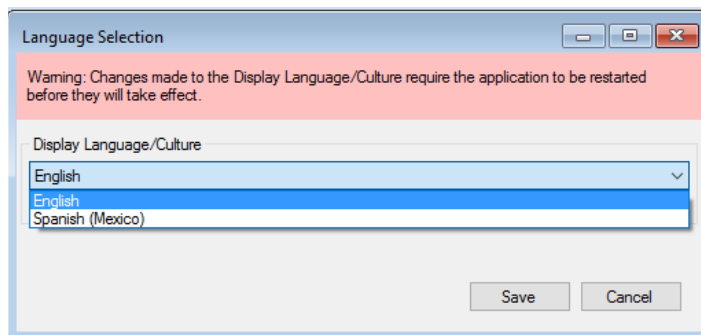 Language Selection
Warning: Changes made to the Display Language/Culture require the application to be restarted
before they will take effect.
Display Language/Culture
English
English
Spanish (Mexico)
Save Cancel